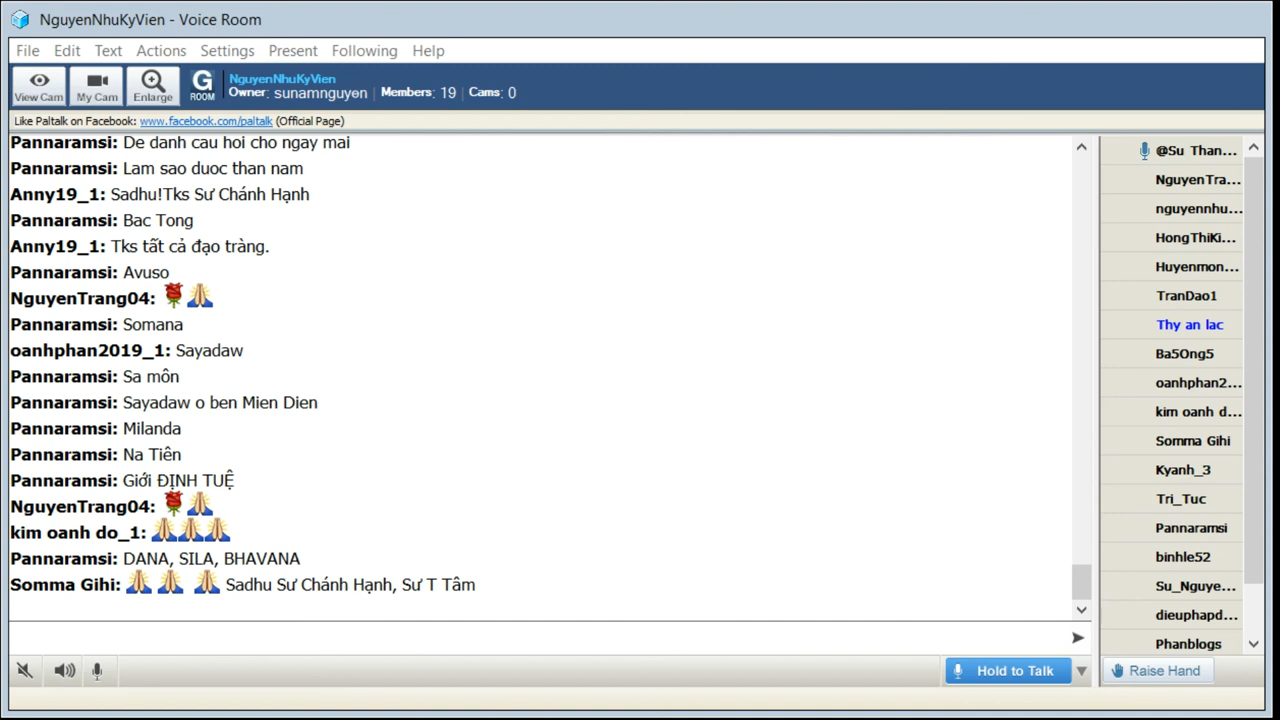 NguyenNhuKyVien - Voice Room
File Edit Text Actions Settings Present Following Help
View Cam My Cam Enlarge G ROOM NguyenNhuKyVien
Owner: sunamnguyen | Members: 19 | Cams: 0
Like Paltalk on Facebook: www.facebook.com/paltalk (Official Page)
Pannaramsi: De danh cau hoi cho ngay mai
Pannaramsi: Lam sao duoc than nam
Anny19_1: Sadhu!Tks Sư Chánh Hạnh
Pannaramsi: Bac Tong
Anny19_1: Tks tất cả đạo tràng.
Pannaramsi: Avuso
NguyenTrang04: 🌹🙏
Pannaramsi: Somana
oanhphan2019_1: Sayadaw
Pannaramsi: Sa môn
Pannaramsi: Sayadaw o ben Mien Dien
Pannaramsi: Milanda
Pannaramsi: Na Tiên
Pannaramsi: Giới ĐỊNH TUỆ
NguyenTrang04: 🌹🙏
kim oanh do_1: 🙏🙏🙏
Pannaramsi: DANA, SILA, BHAVANA
Somma Gihi: 🙏 🙏 🙏 Sadhu Sư Chánh Hạnh, Sư T Tâm
@Su Than...
NguyenTra...
nguyennhu...
HongThiKi...
Huyenmon...
TranDao1
Thy an lac
Ba5Ong5
oanhphan2...
kim oanh d...
Somma Gihi
Kyanh_3
Tri_Tuc
Pannaramsi
binhle52
Su_Nguye...
dieuphapd...
Phanblogs
Hold to Talk
Raise Hand